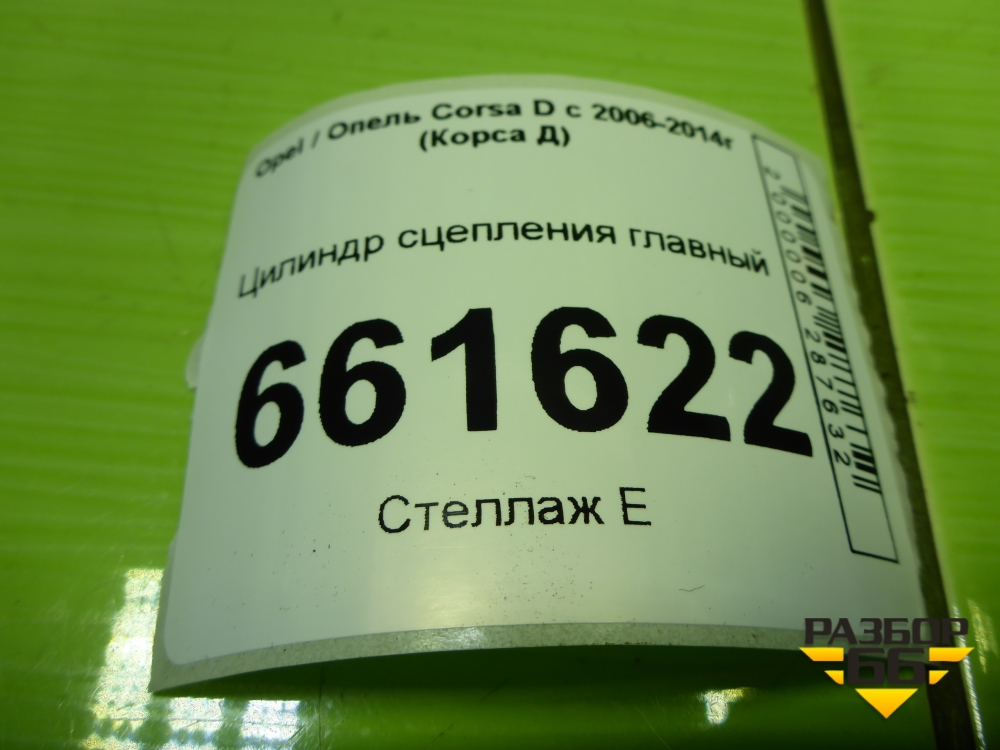 Opel / Опель Corsa D с 2006-2014г
(Корса Д)
Цилиндр сцепления главный
661622
Стеллаж Е
2000006287632
РАЗБОР
66